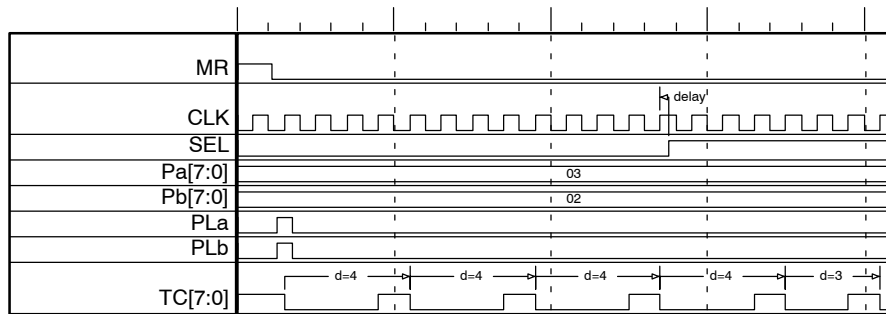 MR
delay
CLK
SEL
Pa[7:0] 03
Pb[7:0] 02
PLa
PLb
d=4 d=4 d=4 d=4 d=3
TC[7:0]